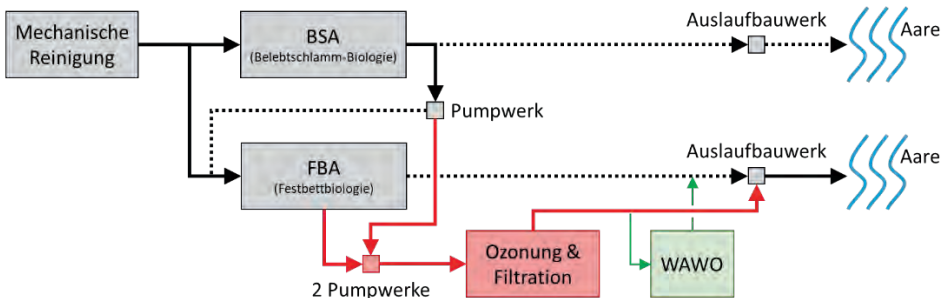 Mechanische
Reinigung
BSA
(Belebtschlamm-Biologie)
Auslaufbauwerk
Aare
Pumpwerk
FBA
(Festbettbiologie)
Auslaufbauwerk
Aare
2 Pumpwerke
Ozonung &
Filtration
WAWO